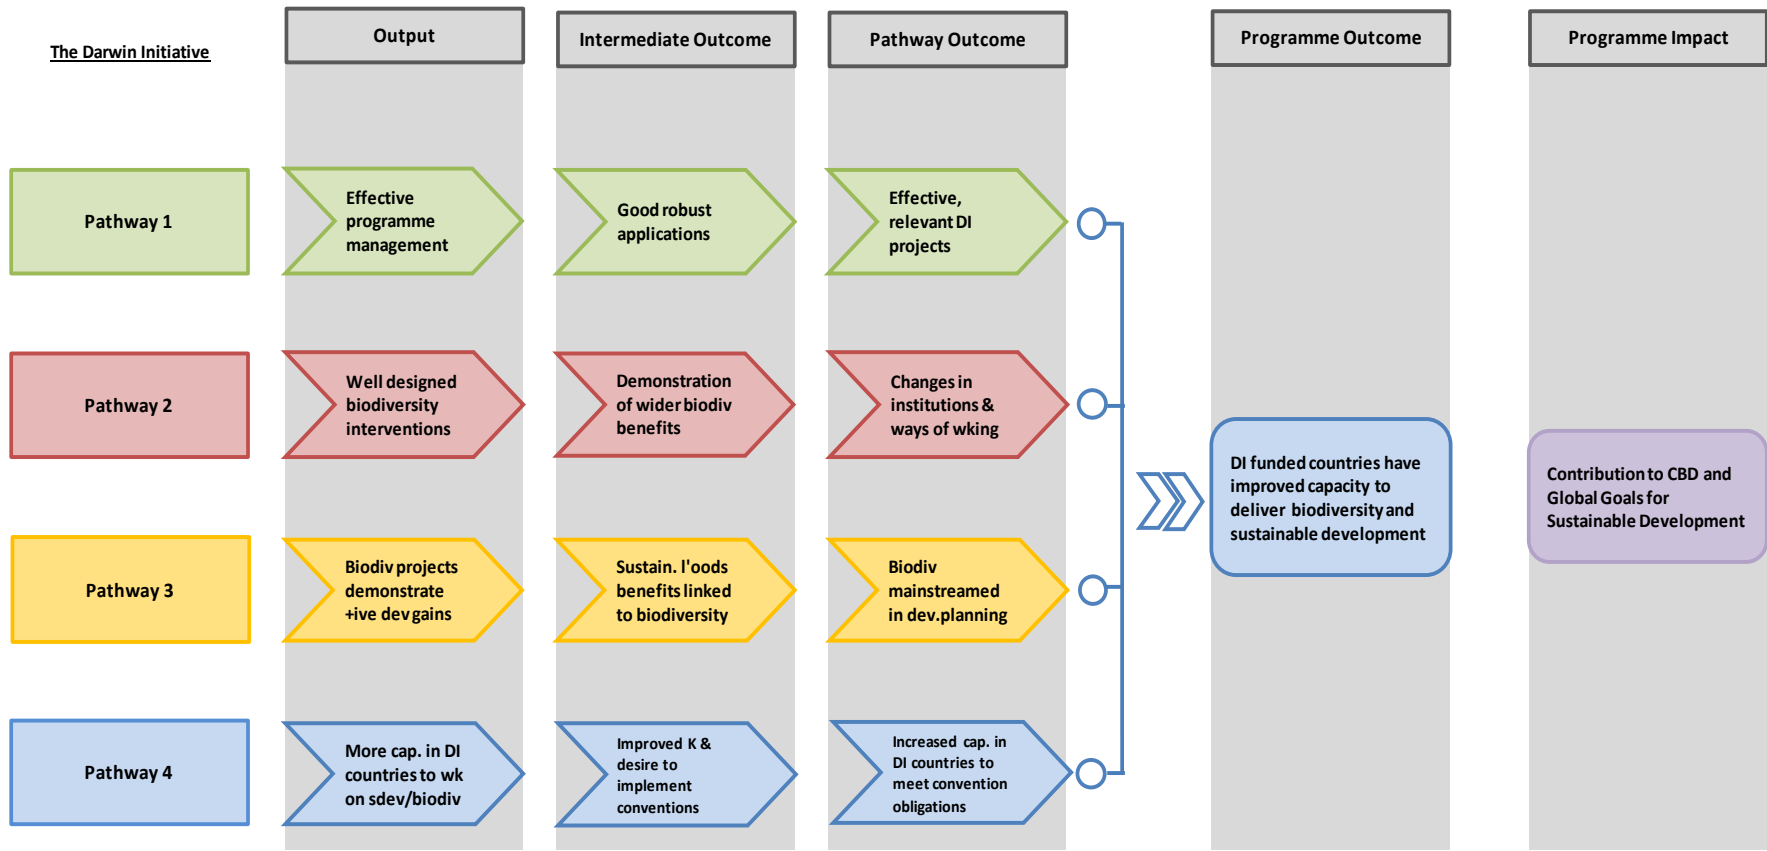 The Darwin Initiative
Output
Intermediate Outcome
Pathway Outcome
Programme Outcome
Programme Impact
Pathway 1
Effective
programme
management
Good robust
applications
Effective,
relevant DI
projects
Pathway 2
Well designed
biodiversity
interventions
Demonstration
of wider biodiv
benefits
Changes in
institutions &
ways of wking
DI funded countries have
improved capacity to
deliver biodiversity and
sustainable development
Contribution to CBD and
Global Goals for
Sustainable Development
Pathway 3
Biodiv projects
demonstrate
+ive dev gains
Sustain. l'oods
benefits linked
to biodiversity
Biodiv
mainstreamed
in dev.planning
Pathway 4
More cap. in DI
countries to wk
on sdev/biodiv
Improved K &
desire to
implement
conventions
Increased cap. in
DI countries to
meet convention
obligations